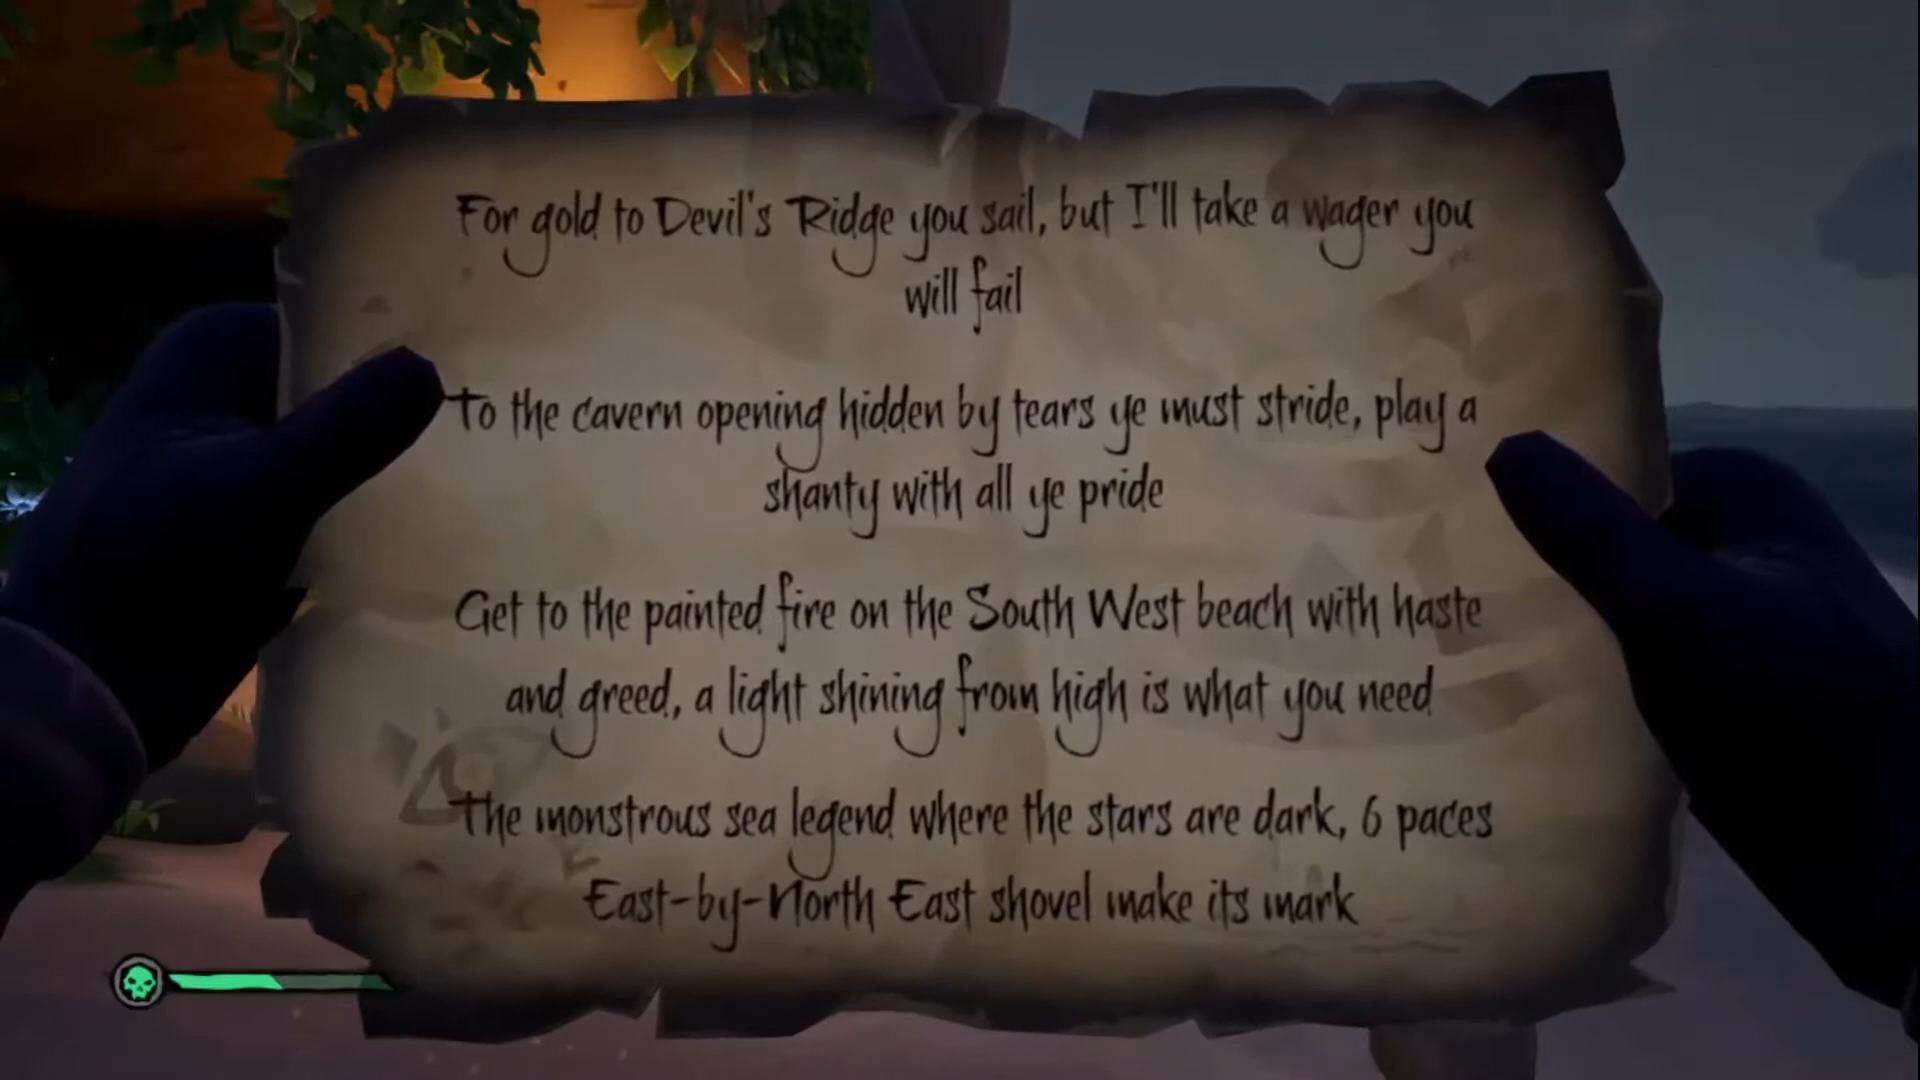 For gold to Devil's Ridge you sail, but I'll take a wager you
will fail
To the cavern opening hidden by tears ye must stride, play a
shanty with all ye pride
Get to the painted fire on the South West beach with haste
and greed, a light shining from high is what you need
The monstrous sea legend where the stars are dark, 6 paces
East-by-North East shovel make its mark